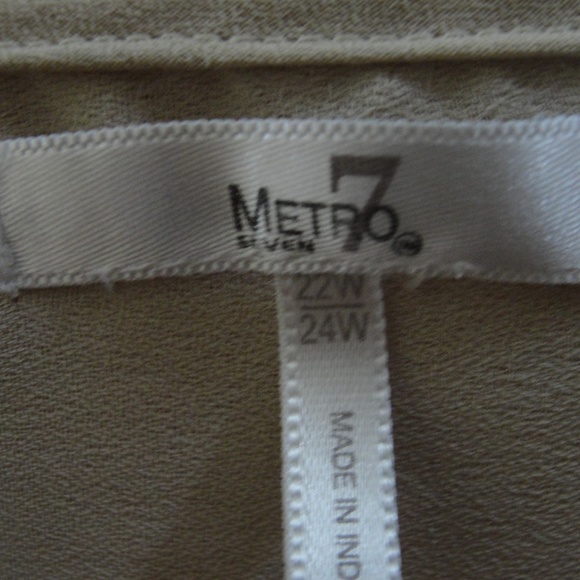 METRO 7
SEVEN
22W
24W
MADE IN IND